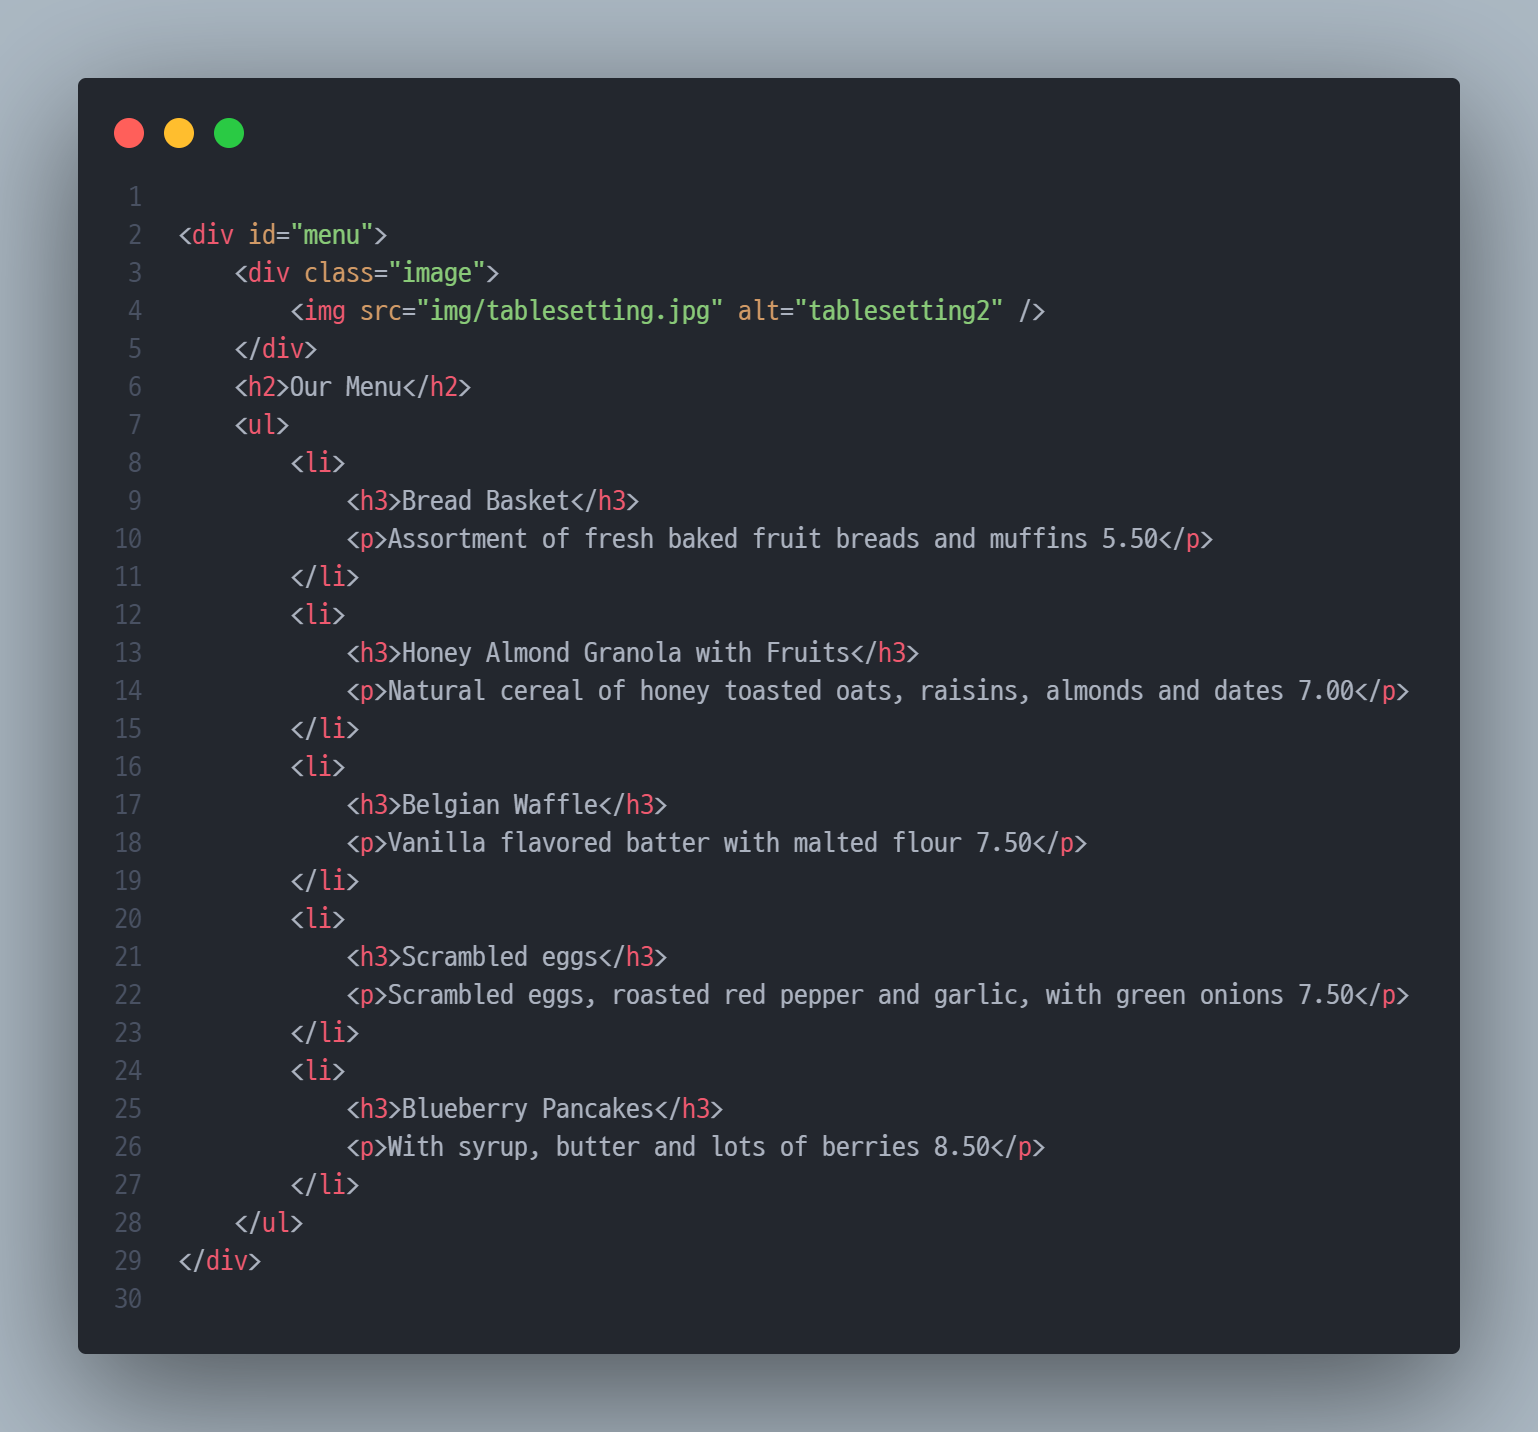 1
2 <div id="menu">
3     <div class="image">
4         <img src="img/tablesetting.jpg" alt="tablesetting2" />
5     </div>
6     <h2>Our Menu</h2>
7     <ul>
8         <li>
9             <h3>Bread Basket</h3>
10             <p>Assortment of fresh baked fruit breads and muffins 5.50</p>
11         </li>
12         <li>
13             <h3>Honey Almond Granola with Fruits</h3>
14             <p>Natural cereal of honey toasted oats, raisins, almonds and dates 7.00</p>
15         </li>
16         <li>
17             <h3>Belgian Waffle</h3>
18             <p>Vanilla flavored batter with malted flour 7.50</p>
19         </li>
20         <li>
21             <h3>Scrambled eggs</h3>
22             <p>Scrambled eggs, roasted red pepper and garlic, with green onions 7.50</p>
23         </li>
24         <li>
25             <h3>Blueberry Pancakes</h3>
26             <p>With syrup, butter and lots of berries 8.50</p>
27         </li>
28     </ul>
29 </div>
30